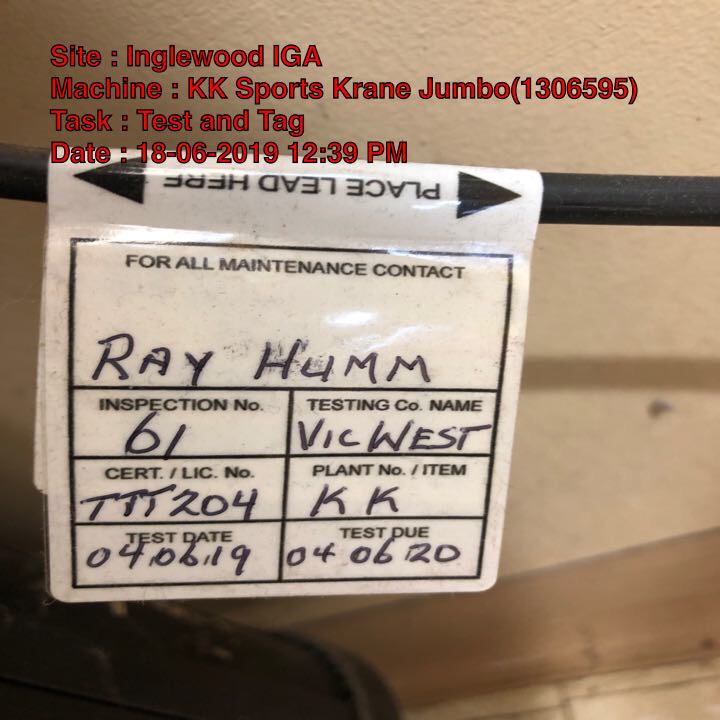 Site : Inglewood IGA
Machine : KK Sports Krane Jumbo(1306595)
Task : Test and Tag
Date : 18-06-2019 12:39 PM
PLACE LEAD HERE
FOR ALL MAINTENANCE CONTACT
RAY HUMM
INSPECTION No. TESTING Co. NAME
61 VICWEST
CERT. / LIC. No. PLANT No. / ITEM
TTT204 KK
TEST DATE TEST DUE
04.06.19 04 06 20